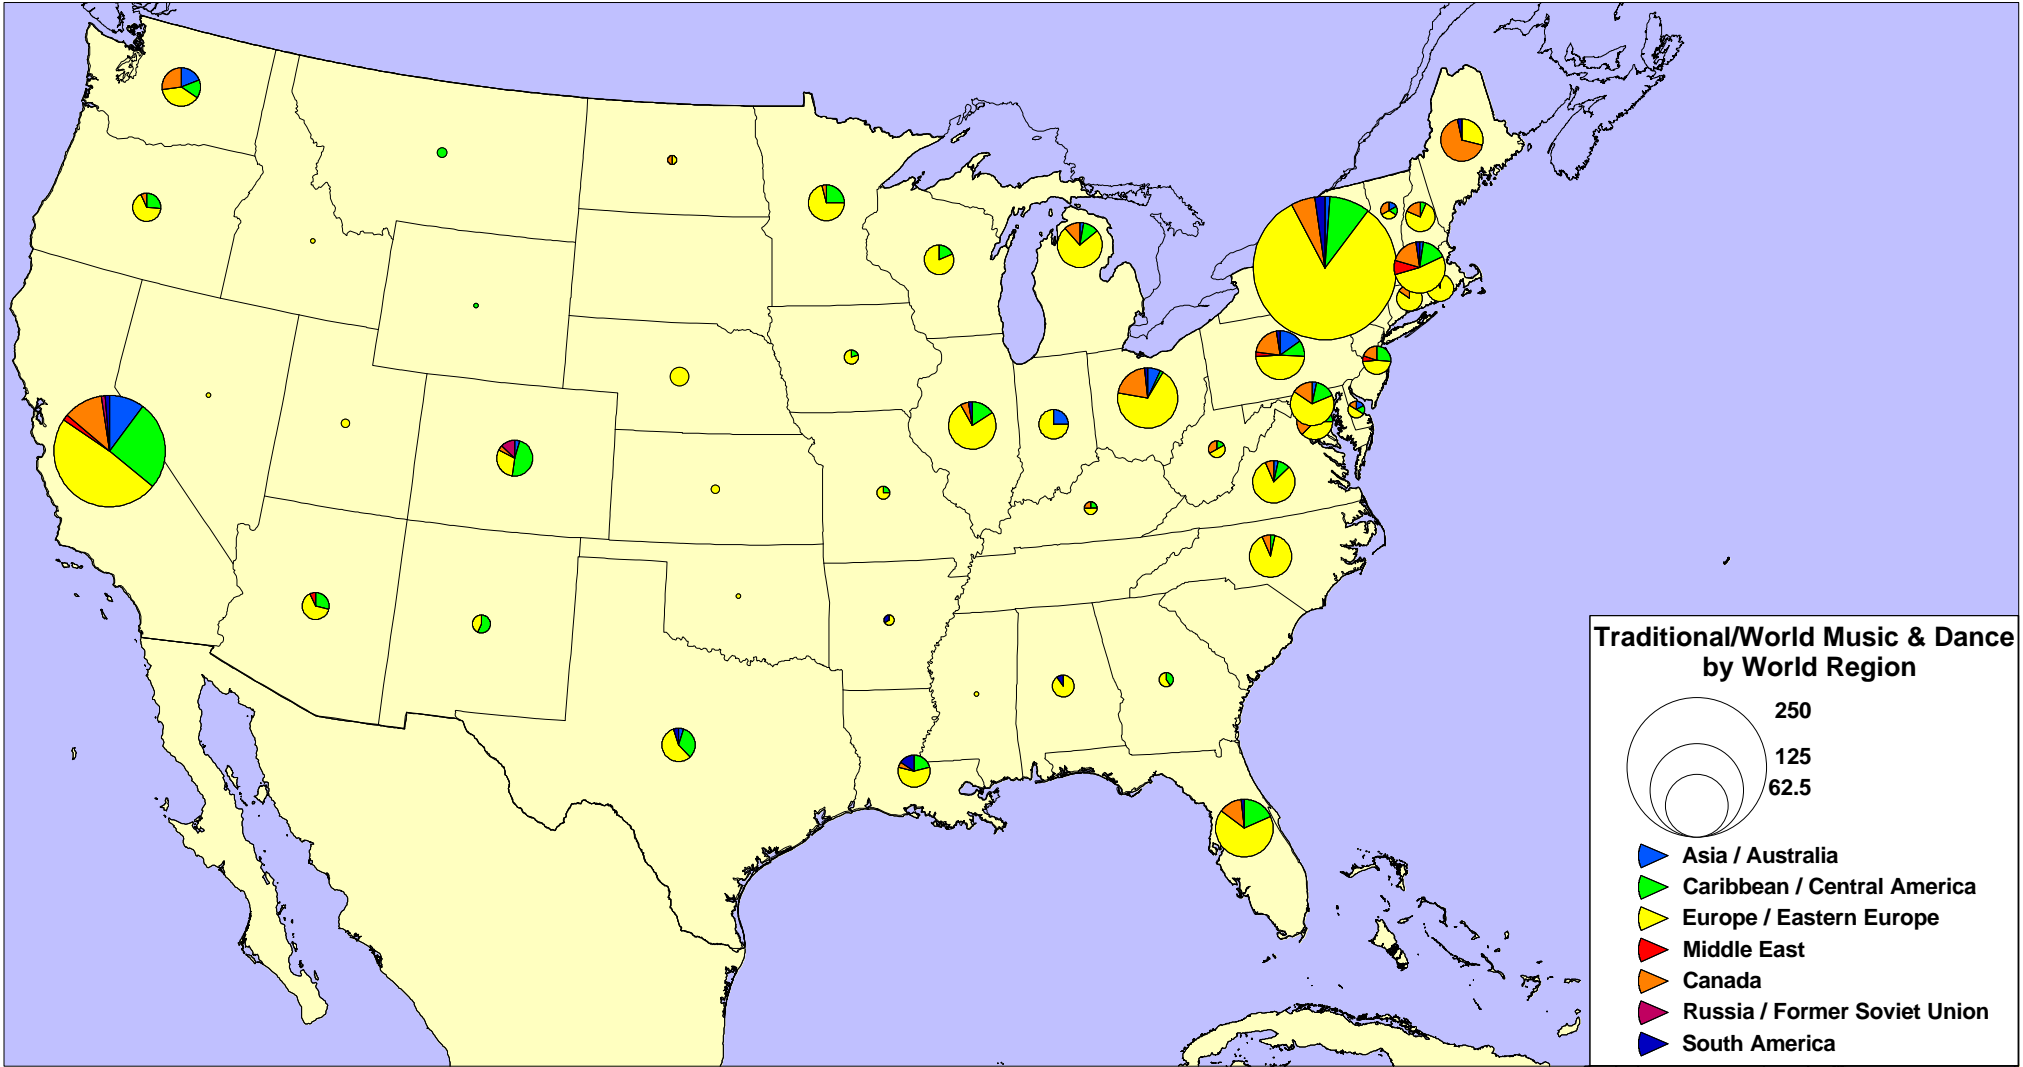 Traditional/World Music & Dance
by World Region
250
125
62.5
Asia / Australia
Caribbean / Central America
Europe / Eastern Europe
Middle East
Canada
Russia / Former Soviet Union
South America